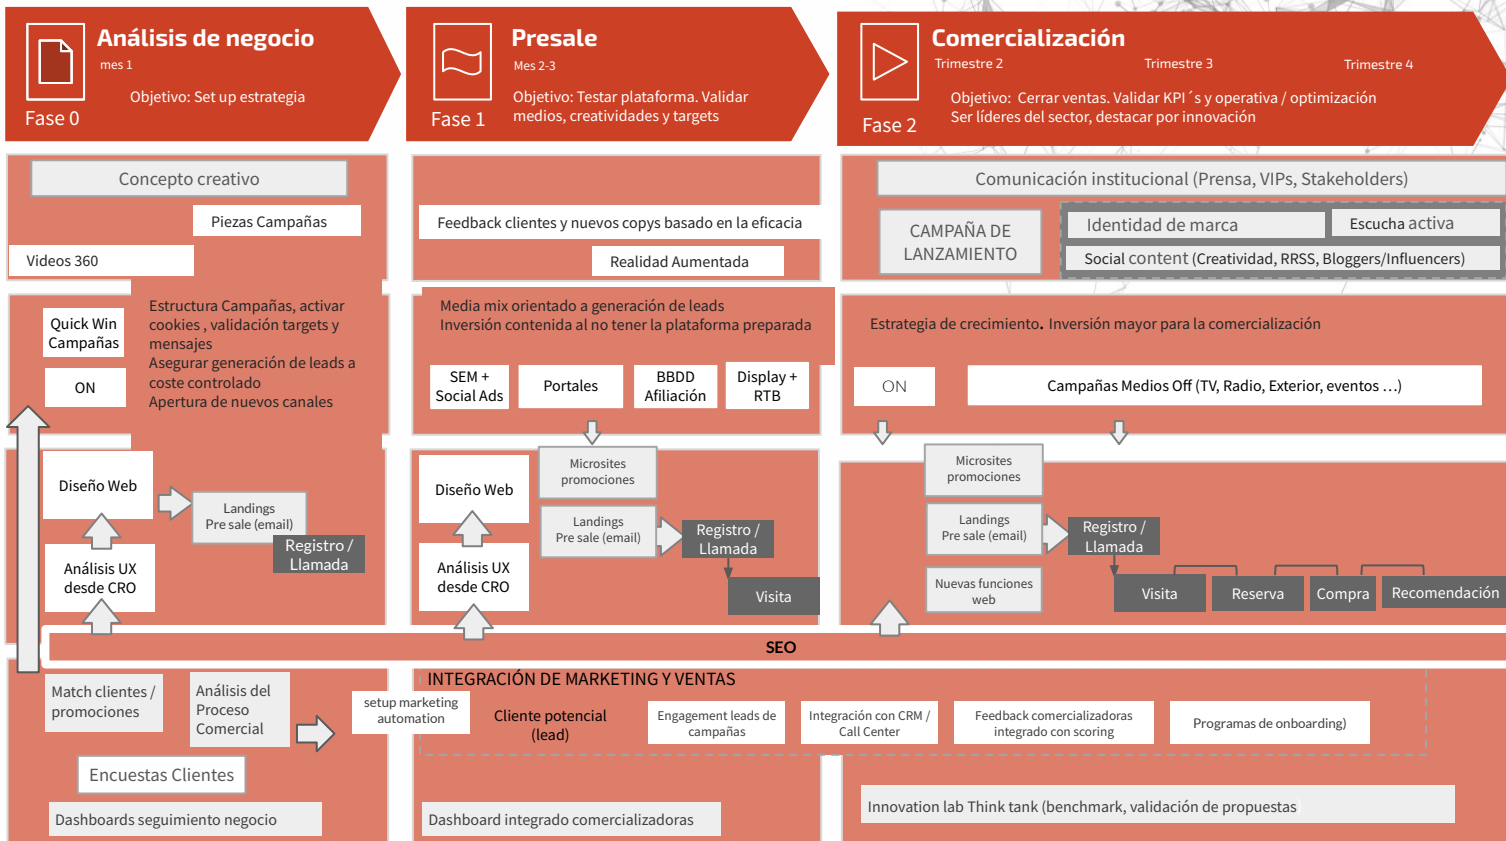 Análisis de negocio
mes 1
Objetivo: Set up estrategia
Fase 0
Presale
Mes 2-3
Objetivo: Testar plataforma. Validar
medios, creatividades y targets
Fase 1
Comercialización
Trimestre 2
Trimestre 3
Trimestre 4
Objetivo:  Cerrar ventas. Validar KPI´s y operativa / optimización
Ser líderes del sector, destacar por innovación
Fase 2
Concepto creativo
Piezas Campañas
Videos 360
Feedback clientes y nuevos copys basado en la eficacia
Realidad Aumentada
Comunicación institucional (Prensa, VIPs, Stakeholders)
CAMPAÑA DE
LANZAMIENTO
Identidad de marca
Escucha activa
Social content (Creatividad, RRSS, Bloggers/Influencers)
Quick Win
Campañas
ON
Estructura Campañas, activar
cookies , validación targets y
mensajes
Asegurar generación de leads a
coste controlado
Apertura de nuevos canales
Media mix orientado a generación de leads
Inversión contenida al no tener la plataforma preparada
SEM +
Social Ads
Portales
BBDD
Afiliación
Display +
RTB
Estrategia de crecimiento. Inversión mayor para la comercialización
ON
Campañas Medios Off (TV, Radio, Exterior, eventos …)
Diseño Web
Landings
Pre sale (email)
Registro /
Llamada
Análisis UX
desde CRO
Diseño Web
Microsites
promociones
Landings
Pre sale (email)
Registro /
Llamada
Análisis UX
desde CRO
Visita
Microsites
promociones
Landings
Pre sale (email)
Registro /
Llamada
Nuevas funciones
web
Visita
Reserva
Compra
Recomendación
SEO
Match clientes /
promociones
Análisis del
Proceso
Comercial
setup marketing
automation
Encuestas Clientes
Dashboards seguimiento negocio
INTEGRACIÓN DE MARKETING Y VENTAS
Cliente potencial
(lead)
Engagement leads de
campañas
Integración con CRM /
Call Center
Feedback comercializadoras
integrado con scoring
Programas de onboarding)
Dashboard integrado comercializadoras
Innovation lab Think tank (benchmark, validación de propuestas